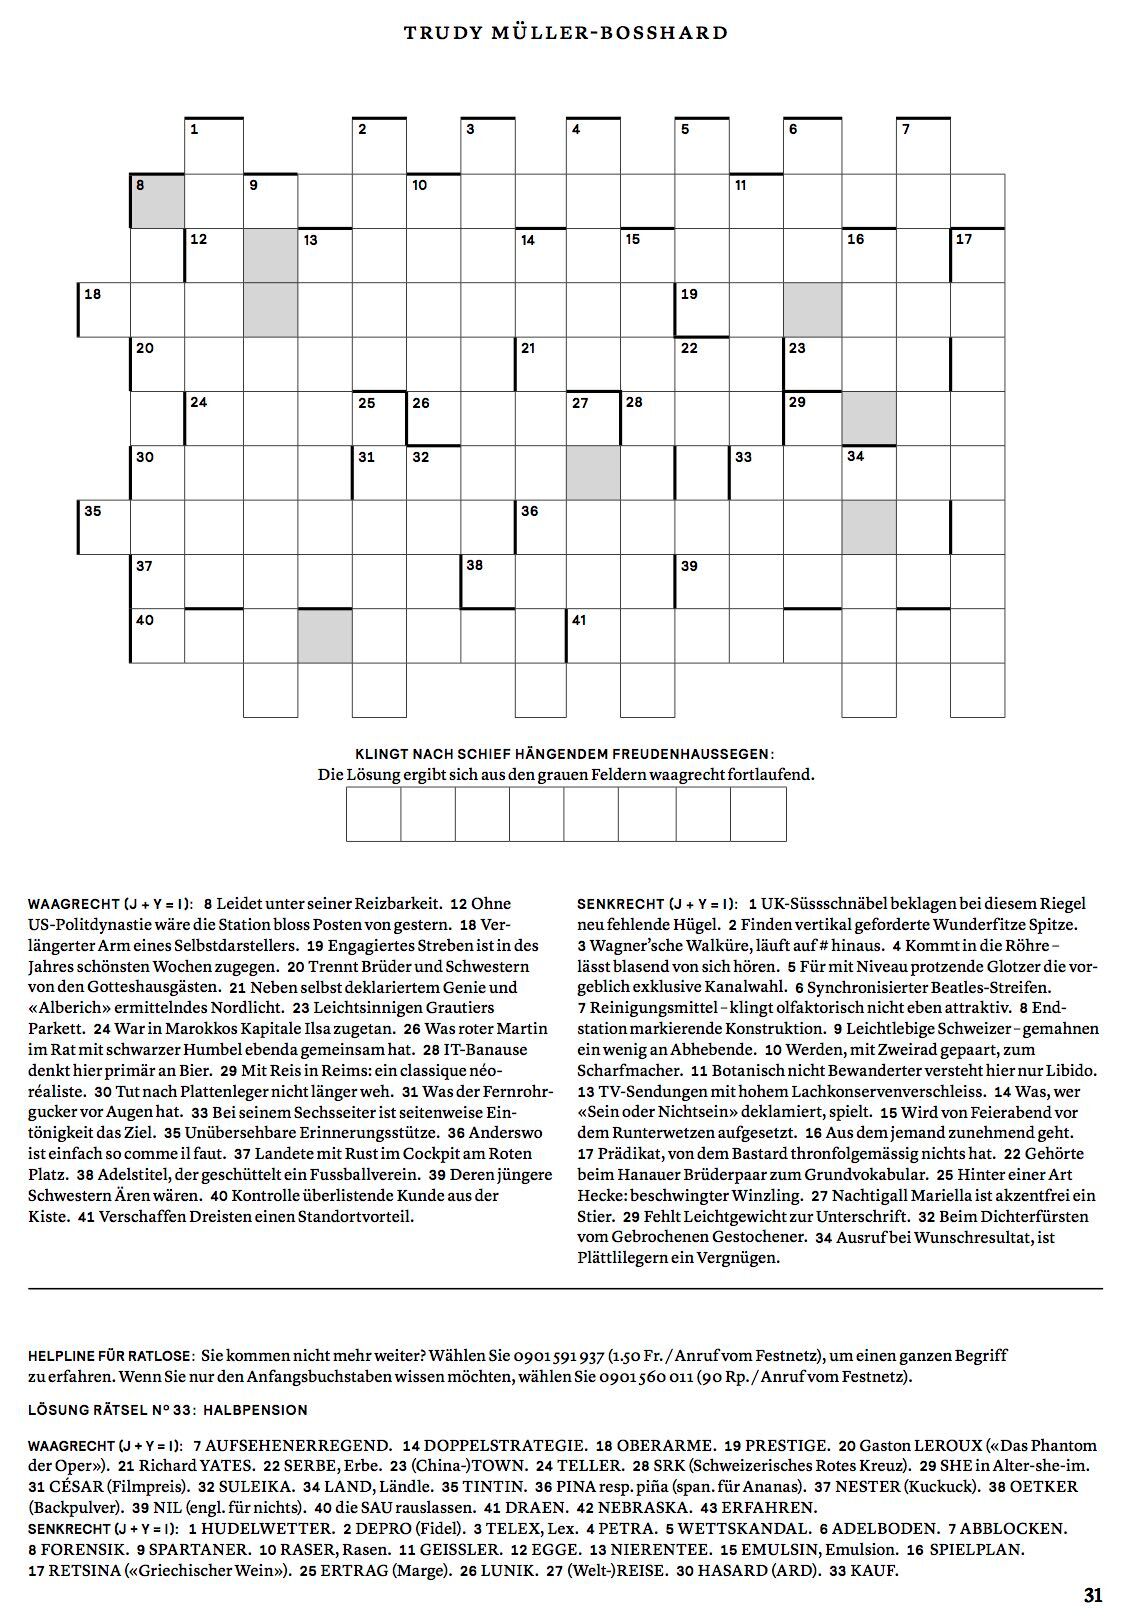 TRUDY MÜLLER-BOSSHARD
1 2 3 4 5 6 7
8 9 10 11
12 13 14 15 16 17
18 19
20 21 22 23
24 25 26 27 28 29
30 31 32 33 34
35 36
37 38 39
40 41
KLINGT NACH SCHIEF HÄNGENDEM FREUDENHAUSSEGEN:
Die Lösung ergibt sich aus den grauen Feldern waagrecht fortlaufend.
WAAGRECHT (J + Y = I): 8 Leidet unter seiner Reizbarkeit. 12 Ohne
US-Politdynastie wäre die Station bloss Posten von gestern. 18 Ver-
längerter Arm eines Selbstdarstellers. 19 Engagiertes Streben ist in des
Jahres schönsten Wochen zugegen. 20 Trennt Brüder und Schwestern
von den Gotteshausgästen. 21 Neben selbst deklariertem Genie und
«Alberich» ermittelndes Nordlicht. 23 Leichtsinnigen Grautiers
Parkett. 24 War in Marokkos Kapitale Ilsa zugetan. 26 Was roter Martin
im Rat mit schwarzer Humbel ebenda gemeinsam hat. 28 IT-Banause
denkt hier primär an Bier. 29 Mit Reis in Reims: ein classique néo-
réaliste. 30 Tut nach Plattenleger nicht länger weh. 31 Was der Fernrohr-
gucker vor Augen hat. 33 Bei seinem Sechsseiter ist seitenweise Ein-
tönigkeit das Ziel. 35 Unübersehbare Erinnerungsstütze. 36 Anderswo
ist einfach so comme il faut. 37 Landete mit Rust im Cockpit am Roten
Platz. 38 Adelstitel, der geschüttelt ein Fussballverein. 39 Deren jüngere
Schwestern Ären wären. 40 Kontrolle überlistende Kunde aus der
Kiste. 41 Verschaffen Dreisten einen Standortvorteil.
SENKRECHT (J + Y = I): 1 UK-Süssschnäbel beklagen bei diesem Riegel
neu fehlende Hügel. 2 Finden vertikal geforderte Wunderfitze Spitze.
3 Wagner'sche Walküre, läuft auf # hinaus. 4 Kommt in die Röhre –
lässt blasend von sich hören. 5 Für mit Niveau protzende Glotzer die vor-
geblich exklusive Kanalwahl. 6 Synchronisierter Beatles-Streifen.
7 Reinigungsmittel – klingt olfaktorisch nicht eben attraktiv. 8 End-
station markierende Konstruktion. 9 Leichtlebige Schweizer – gemahnen
ein wenig an Abhebende. 10 Werden, mit Zweirad gepaart, zum
Scharfmacher. 11 Botanisch nicht Bewanderter versteht hier nur Libido.
13 TV-Sendungen mit hohem Lachkonservenverschleiss. 14 Was, wer
«Sein oder Nichtsein» deklamiert, spielt. 15 Wird von Feierabend vor
dem Runterwetzen aufgesetzt. 16 Aus dem jemand zunehmend geht.
17 Prädikat, von dem Bastard thronfolgemässig nichts hat. 22 Gehörte
beim Hanauer Brüderpaar zum Grundvokabular. 25 Hinter einer Art
Hecke: beschwingter Winzling. 27 Nachtigall Mariella ist akzentfrei ein
Stier. 29 Fehlt Leichtgewicht zur Unterschrift. 32 Beim Dichterfürsten
vom Gebrochenen Gestochener. 34 Ausruf bei Wunschresultat, ist
Plättlilegern ein Vergnügen.
HELPLINE FÜR RATLOSE: Sie kommen nicht mehr weiter? Wählen Sie 0901 591 937 (1.50 Fr. / Anruf vom Festnetz), um einen ganzen Begriff
zu erfahren. Wenn Sie nur den Anfangsbuchstaben wissen möchten, wählen Sie 0901 560 011 (90 Rp. / Anruf vom Festnetz).
LÖSUNG RÄTSEL Nº 33: HALBPENSION
WAAGRECHT (J + Y = I): 7 AUFSEHENERREGEND. 14 DOPPELSTRATEGIE. 18 OBERARME. 19 PRESTIGE. 20 Gaston LEROUX («Das Phantom
der Oper»). 21 Richard YATES. 22 SERBE, Erbe. 23 (China-)TOWN. 24 TELLER. 28 SRK (Schweizerisches Rotes Kreuz). 29 SHE in Alter-she-im.
31 CÉSAR (Filmpreis). 32 SULEIKA. 34 LAND, Ländle. 35 TINTIN. 36 PINA resp. piña (span. für Ananas). 37 NESTER (Kuckuck). 38 OETKER
(Backpulver). 39 NIL (engl. für nichts). 40 die SAU rauslassen. 41 DRAEN. 42 NEBRASKA. 43 ERFAHREN.
SENKRECHT (J + Y = I): 1 HUDELWETTER. 2 DEPRO (Fidel). 3 TELEX, Lex. 4 PETRA. 5 WETTSKANDAL. 6 ADELBODEN. 7 ABBLOCKEN.
8 FORENSIK. 9 SPARTANER. 10 RASER, Rasen. 11 GEISSLER. 12 EGGE. 13 NIERENTEE. 15 EMULSIN, Emulsion. 16 SPIELPLAN.
17 RETSINA («Griechischer Wein»). 25 ERTRAG (Marge). 26 LUNIK. 27 (Welt-)REISE. 30 HASARD (ARD). 33 KAUF.
31